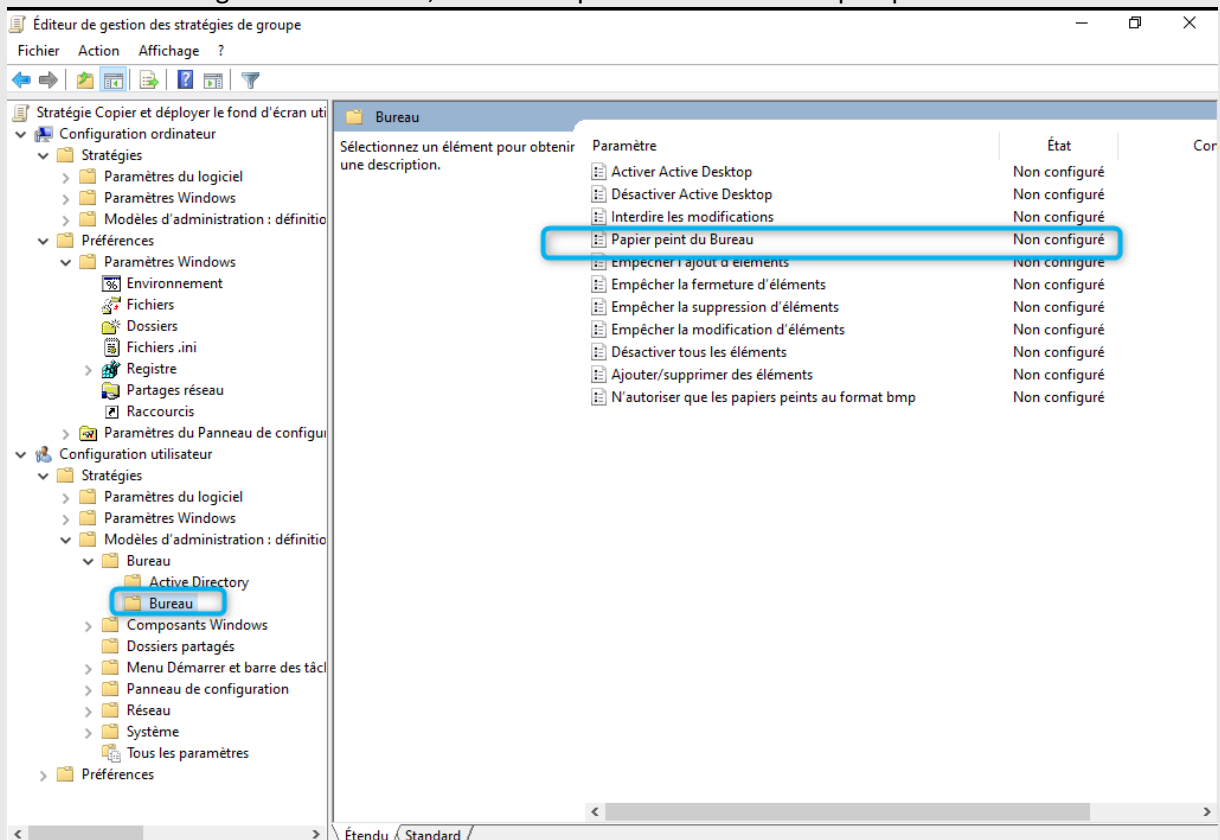 Éditeur de gestion des stratégies de groupe
Fichier Action Affichage ?
Stratégie Copier et déployer le fond d'écran uti
Configuration ordinateur
Stratégies
Paramètres du logiciel
Paramètres Windows
Modèles d'administration : définitio
Préférences
Paramètres Windows
Environnement
Fichiers
Dossiers
Fichiers .ini
Registre
Partages réseau
Raccourcis
Paramètres du Panneau de configu
Configuration utilisateur
Stratégies
Paramètres du logiciel
Paramètres Windows
Modèles d'administration : définitio
Bureau
Active Directory
Bureau
Composants Windows
Dossiers partagés
Menu Démarrer et barre des tâcl
Panneau de configuration
Réseau
Système
Tous les paramètres
Préférences
Bureau
Sélectionnez un élément pour obtenir
une description.
Paramètre État Con
Activer Active Desktop Non configuré
Désactiver Active Desktop Non configuré
Interdire les modifications Non configuré
Papier peint du Bureau Non configuré
Empêcher l'ajout d'éléments Non configuré
Empêcher la fermeture d'éléments Non configuré
Empêcher la suppression d'éléments Non configuré
Empêcher la modification d'éléments Non configuré
Désactiver tous les éléments Non configuré
Ajouter/supprimer des éléments Non configuré
N'autoriser que les papiers peints au format bmp Non configuré
Étendu Standard